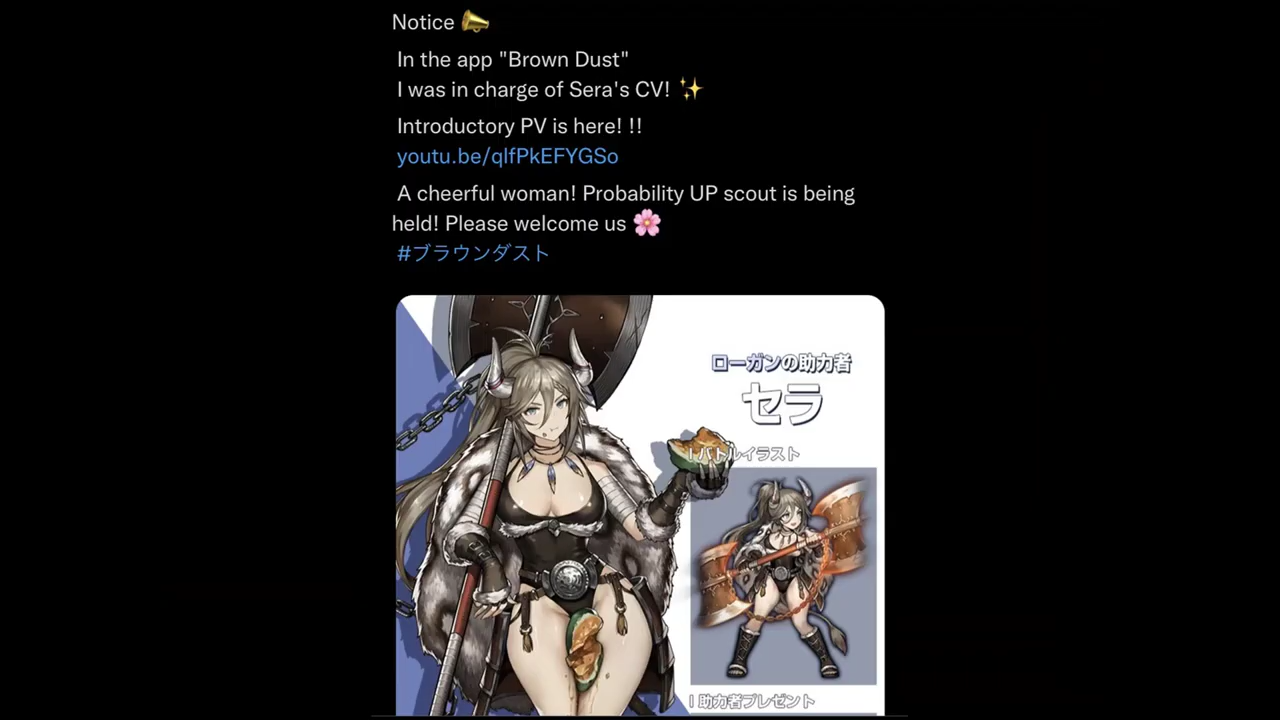 Notice 📣
In the app "Brown Dust"
I was in charge of Sera's CV! ✨
Introductory PV is here! !!
youtu.be/qlfPkEFYGSo
A cheerful woman! Probability UP scout is being
held! Please welcome us 🌸
#ブラウンダスト
ローガンの助力者
セラ
| バトルイラスト
| 助力者プレゼント